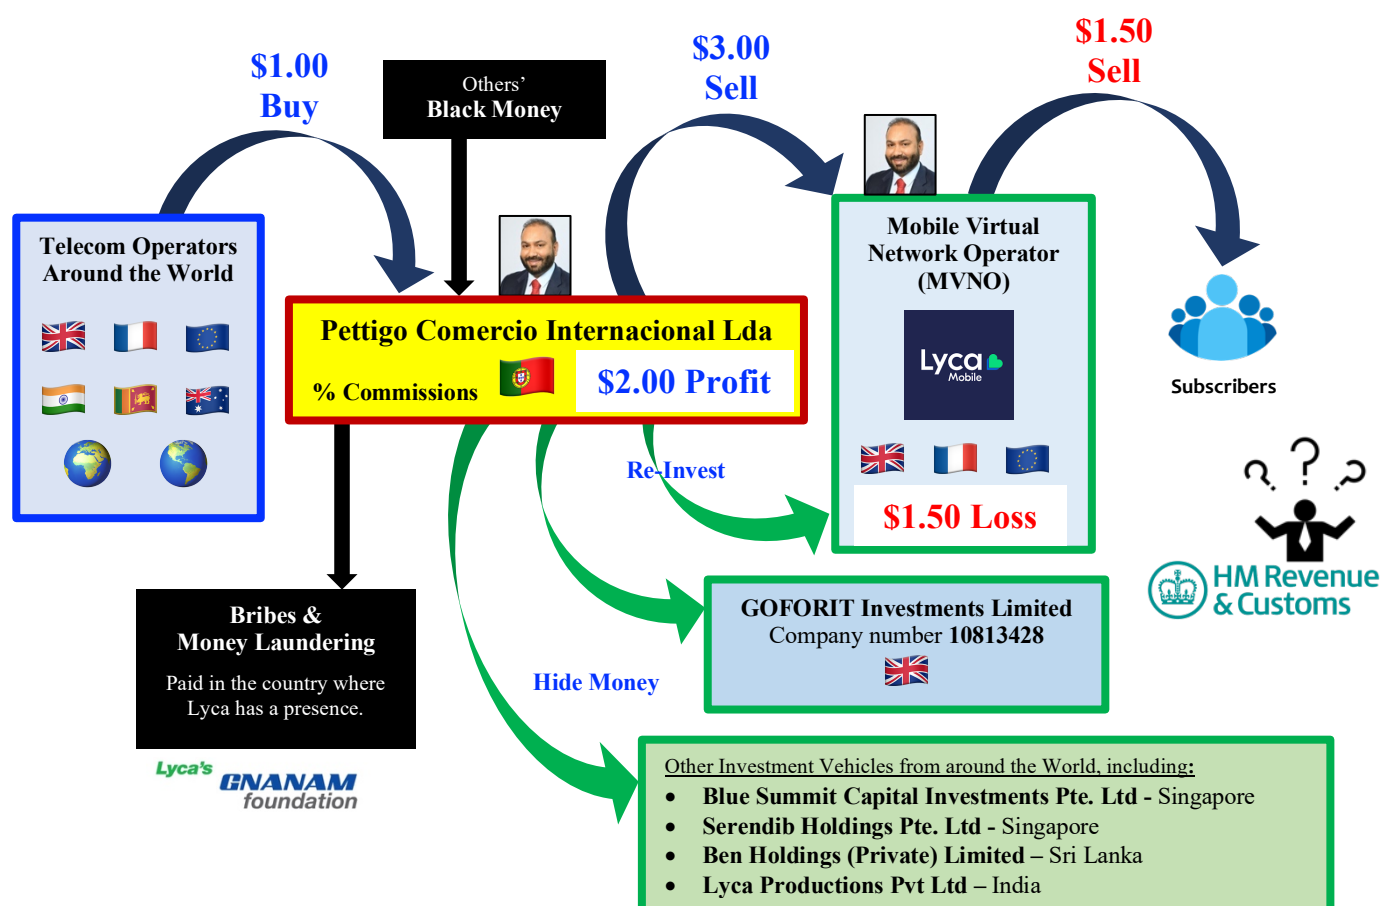 $1.00
Buy
Others’
Black Money
$3.00
Sell
$1.50
Sell
Telecom Operators
Around the World
Pettigo Comercio Internacional Lda
% Commissions
$2.00 Profit
Mobile Virtual
Network Operator
(MVNO)
Lyca
Mobile
$1.50 Loss
Subscribers
? ? ?
HM Revenue
& Customs
Re-Invest
Bribes &
Money Laundering
Paid in the country where
Lyca has a presence.
Lyca's
GNANAM
foundation
GOFORIT Investments Limited
Company number 10813428
Hide Money
Other Investment Vehicles from around the World, including:
• Blue Summit Capital Investments Pte. Ltd - Singapore
• Serendib Holdings Pte. Ltd - Singapore
• Ben Holdings (Private) Limited – Sri Lanka
• Lyca Productions Pvt Ltd – India